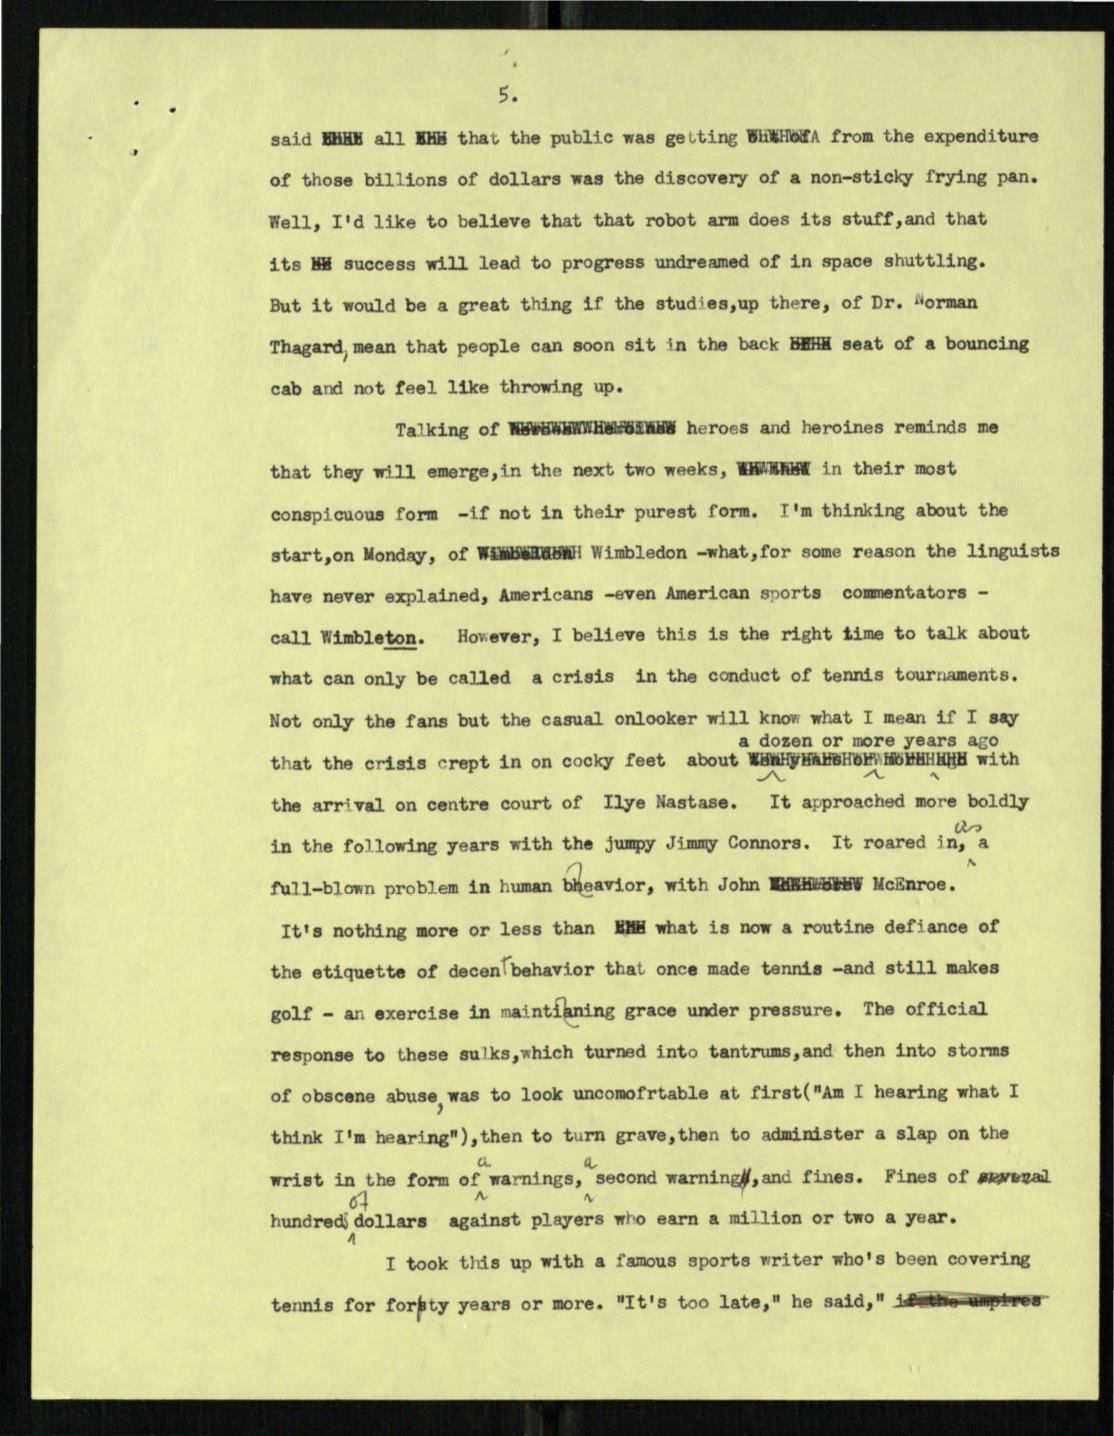 5.
said all that the public was getting from the expenditure
of those billions of dollars was the discovery of a non-sticky frying pan.
Well, I'd like to believe that that robot arm does its stuff,and that
its success will lead to progress undreamed of in space shuttling.
But it would be a great thing if the studies,up there, of Dr. Norman
Thagard, mean that people can soon sit in the back seat of a bouncing
cab and not feel like throwing up.
Talking of heroes and heroines reminds me
that they will emerge,in the next two weeks, in their most
conspicuous form -if not in their purest form. I'm thinking about the
start,on Monday, of Wimbledon -what,for some reason the linguists
have never explained, Americans -even American sports commentators -
call Wimbleton. However, I believe this is the right time to talk about
what can only be called a crisis in the conduct of tennis tournaments.
Not only the fans but the casual onlooker will know what I mean if I say
a dozen or more years ago
that the crisis crept in on cocky feet about with
the arrival on centre court of Ilye Nastase. It approached more boldly
in the following years with the jumpy Jimmy Connors. It roared in, as a
full-blown problem in human bheavior, with John McEnroe.
It's nothing more or less than what is now a routine defiance of
the etiquette of decent behavior that once made tennis -and still makes
golf - an exercise in maintianing grace under pressure. The official
response to these sulks,which turned into tantrums,and then into storms
of obscene abuse, was to look uncomofrtable at first("Am I hearing what I
think I'm hearing"),then to turn grave,then to administer a slap on the
wrist in the form of a warnings, a second warning,and fines. Fines of several
hundreds of dollars against players who earn a million or two a year.
I took this up with a famous sports writer who's been covering
tennis for forty years or more. "It's too late," he said," if the umpires